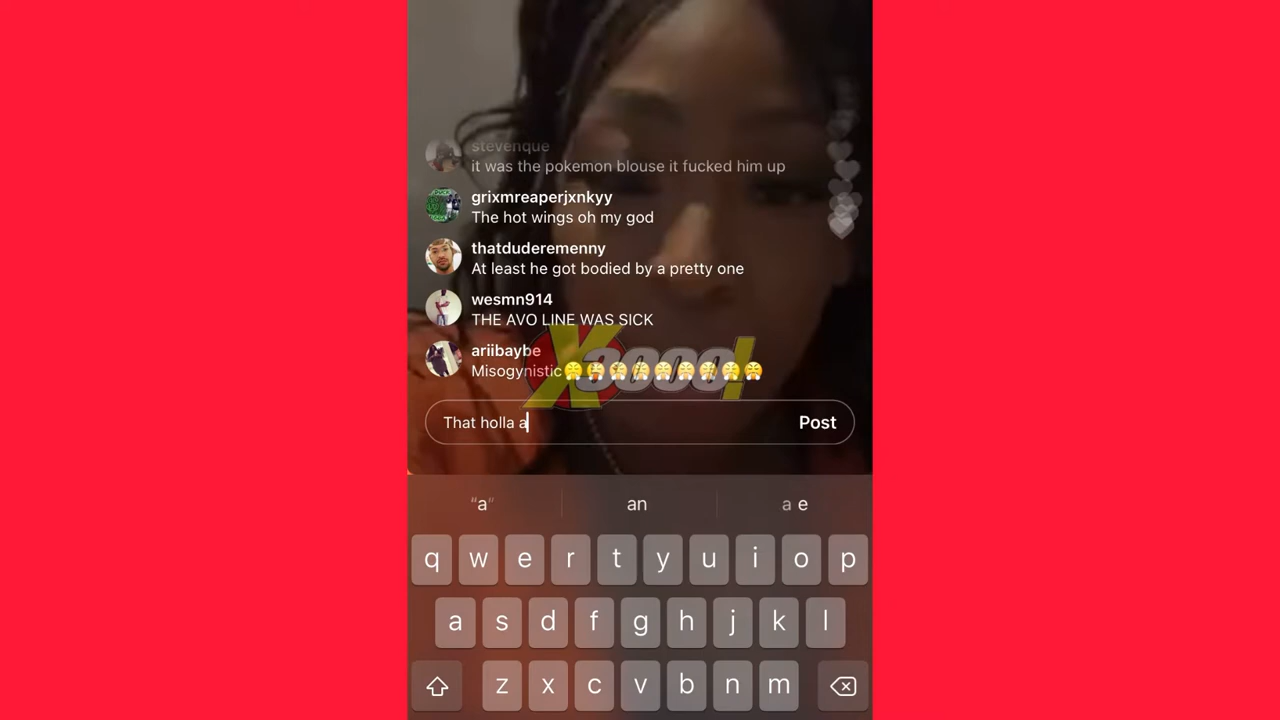 stevenque
it was the pokemon blouse it fucked him up
grixmreaperjxnkyy
The hot wings oh my god
thatduderemenny
At least he got bodied by a pretty one
wesmn914
THE AVO LINE WAS SICK
ariibaybe
Misogynistic😤😤😤😤😤😤😤😤😤
X3000!
That holla a
Post
“a” an a e
q w e r t y u i o p
a s d f g h j k l
z x c v b n m